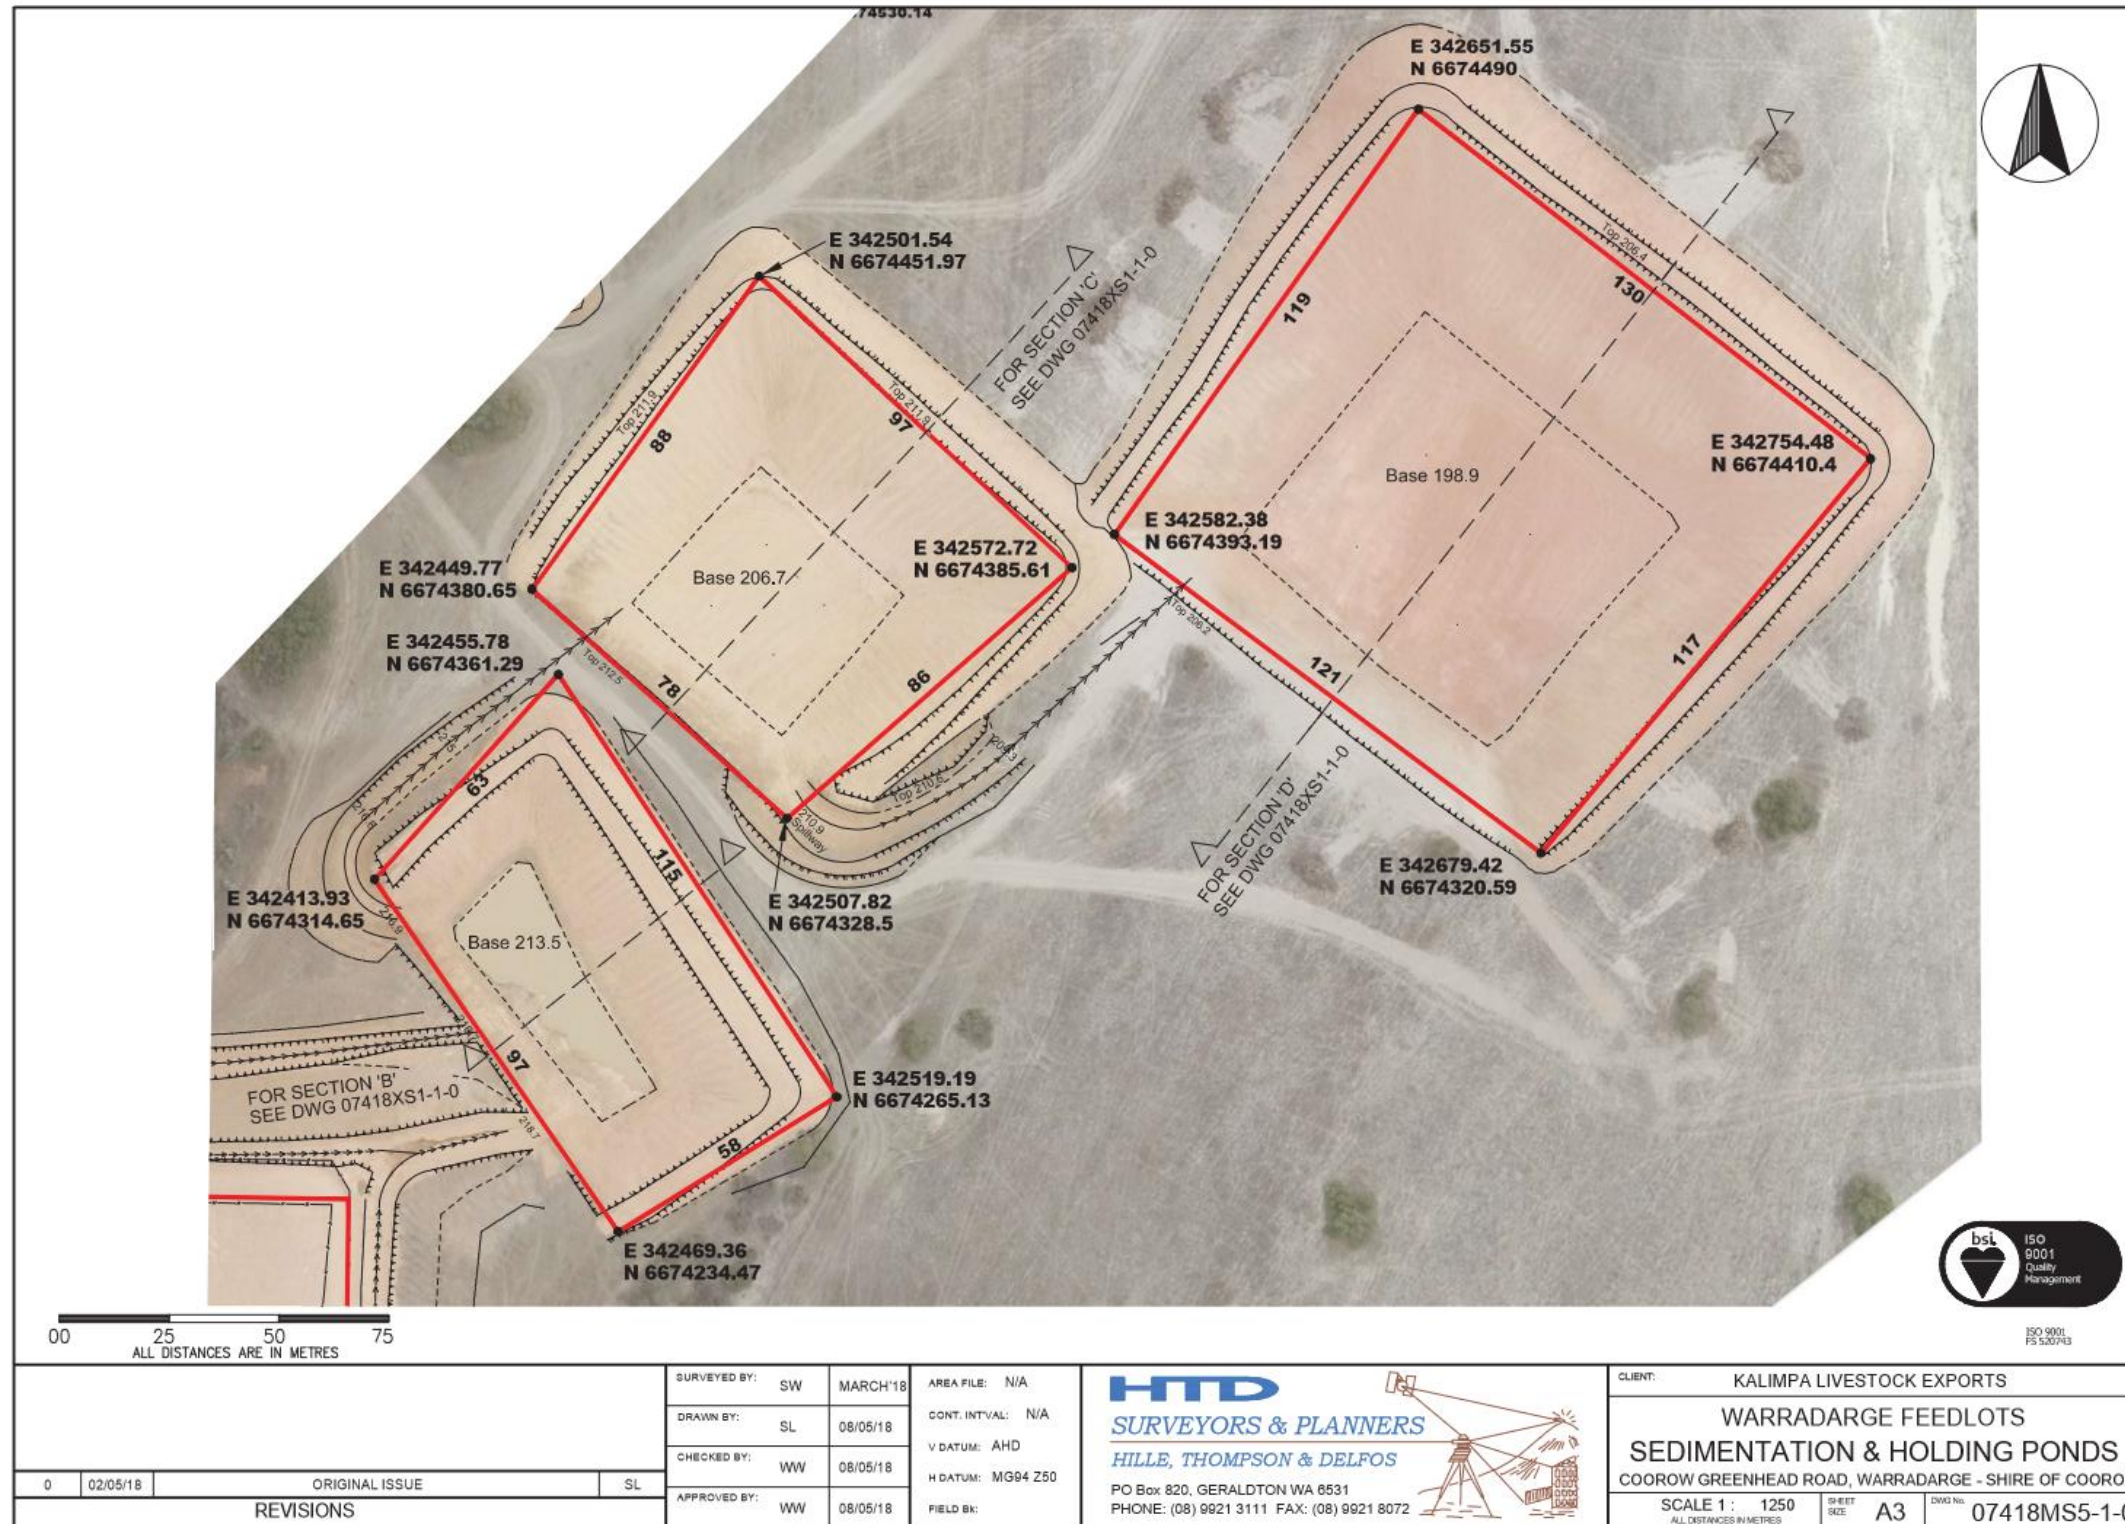 74530.14
E 342651.55
N 6674490
E 342501.54
N 6674451.97
FOR SECTION 'C'
SEE DWG 07418XS1-1-0
Top 206.4
130
119
Top 211.9
88
Top 211.9
97
E 342754.48
N 6674410.4
Base 198.9
E 342582.38
N 6674393.19
E 342572.72
N 6674385.61
E 342449.77
N 6674380.65
Base 206.7
Top 206.2
E 342455.78
N 6674361.29
Top 212.5
78
86
121
117
215
209.3
Top 210.6
63
210.9
Spillway
FOR SECTION 'D'
SEE DWG 07418XS1-1-0
115
E 342679.42
N 6674320.59
E 342413.93
N 6674314.65
216.9
E 342507.82
N 6674328.5
Base 213.5
97
FOR SECTION 'B'
SEE DWG 07418XS1-1-0
218.7
E 342519.19
N 6674265.13
58
E 342469.36
N 6674234.47
bsi.
ISO
9001
Quality
Management
ISO 9001
FS 520743
00 25 50 75
ALL DISTANCES ARE IN METRES
0 02/05/18 ORIGINAL ISSUE SL
REVISIONS
SURVEYED BY: SW MARCH'18
DRAWN BY: SL 08/05/18
CHECKED BY: WW 08/05/18
APPROVED BY: WW 08/05/18
AREA FILE: N/A
CONT. INT'VAL: N/A
V DATUM: AHD
H DATUM: MG94 Z50
FIELD Bk:
HTD
SURVEYORS & PLANNERS
HILLE, THOMPSON & DELFOS
PO Box 820, GERALDTON WA 6531
PHONE: (08) 9921 3111 FAX: (08) 9921 8072
CLIENT: KALIMPA LIVESTOCK EXPORTS
WARRADARGE FEEDLOTS
SEDIMENTATION & HOLDING PONDS
COOROW GREENHEAD ROAD, WARRADARGE - SHIRE OF COORO
SCALE 1 : 1250
ALL DISTANCES IN METRES
SHEET
SIZE A3
DWG No. 07418MS5-1-